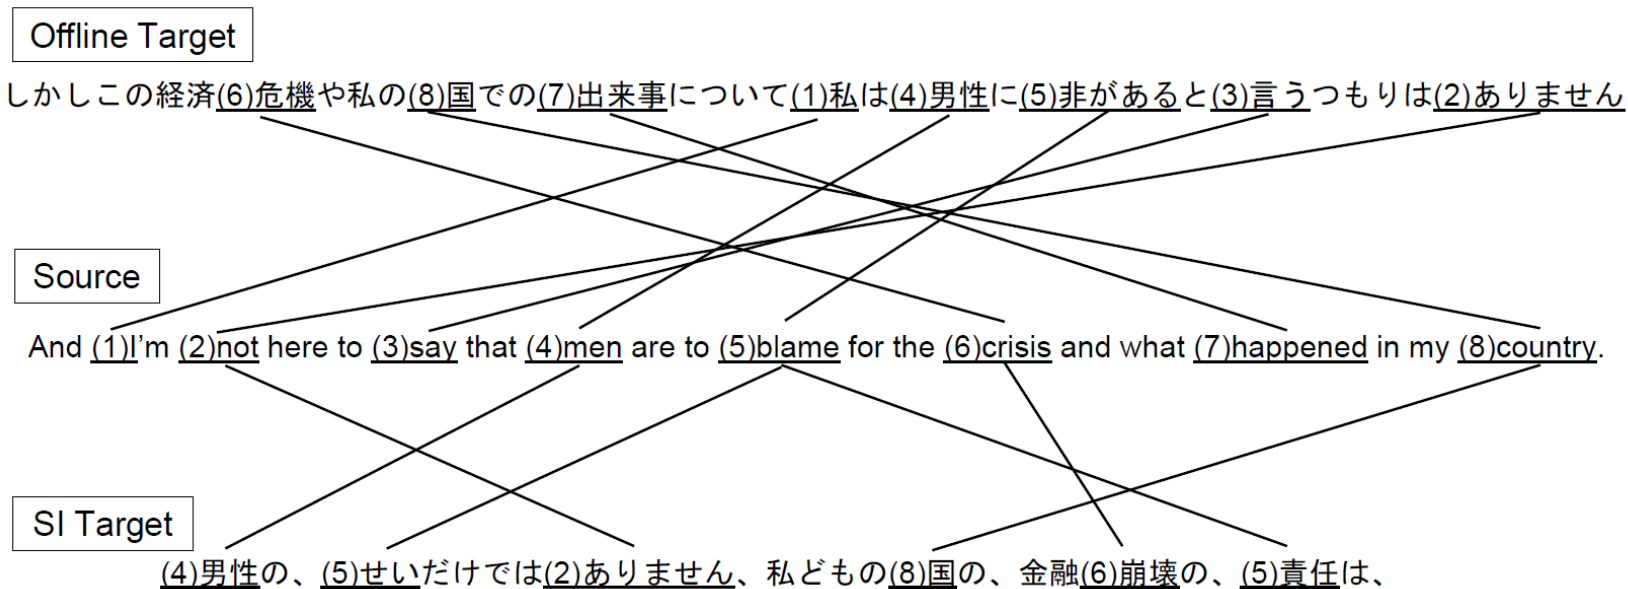 Offline Target
しかしこの経済(6)危機や私の(8)国での(7)出来事について(1)私は(4)男性に(5)非があると(3)言うつもりは(2)ありません
Source
And (1)I'm (2)not here to (3)say that (4)men are to (5)blame for the (6)crisis and what (7)happened in my (8)country.
SI Target
(4)男性の、(5)せいだけでは(2)ありません、私どもの(8)国の、金融(6)崩壊の、(5)責任は、